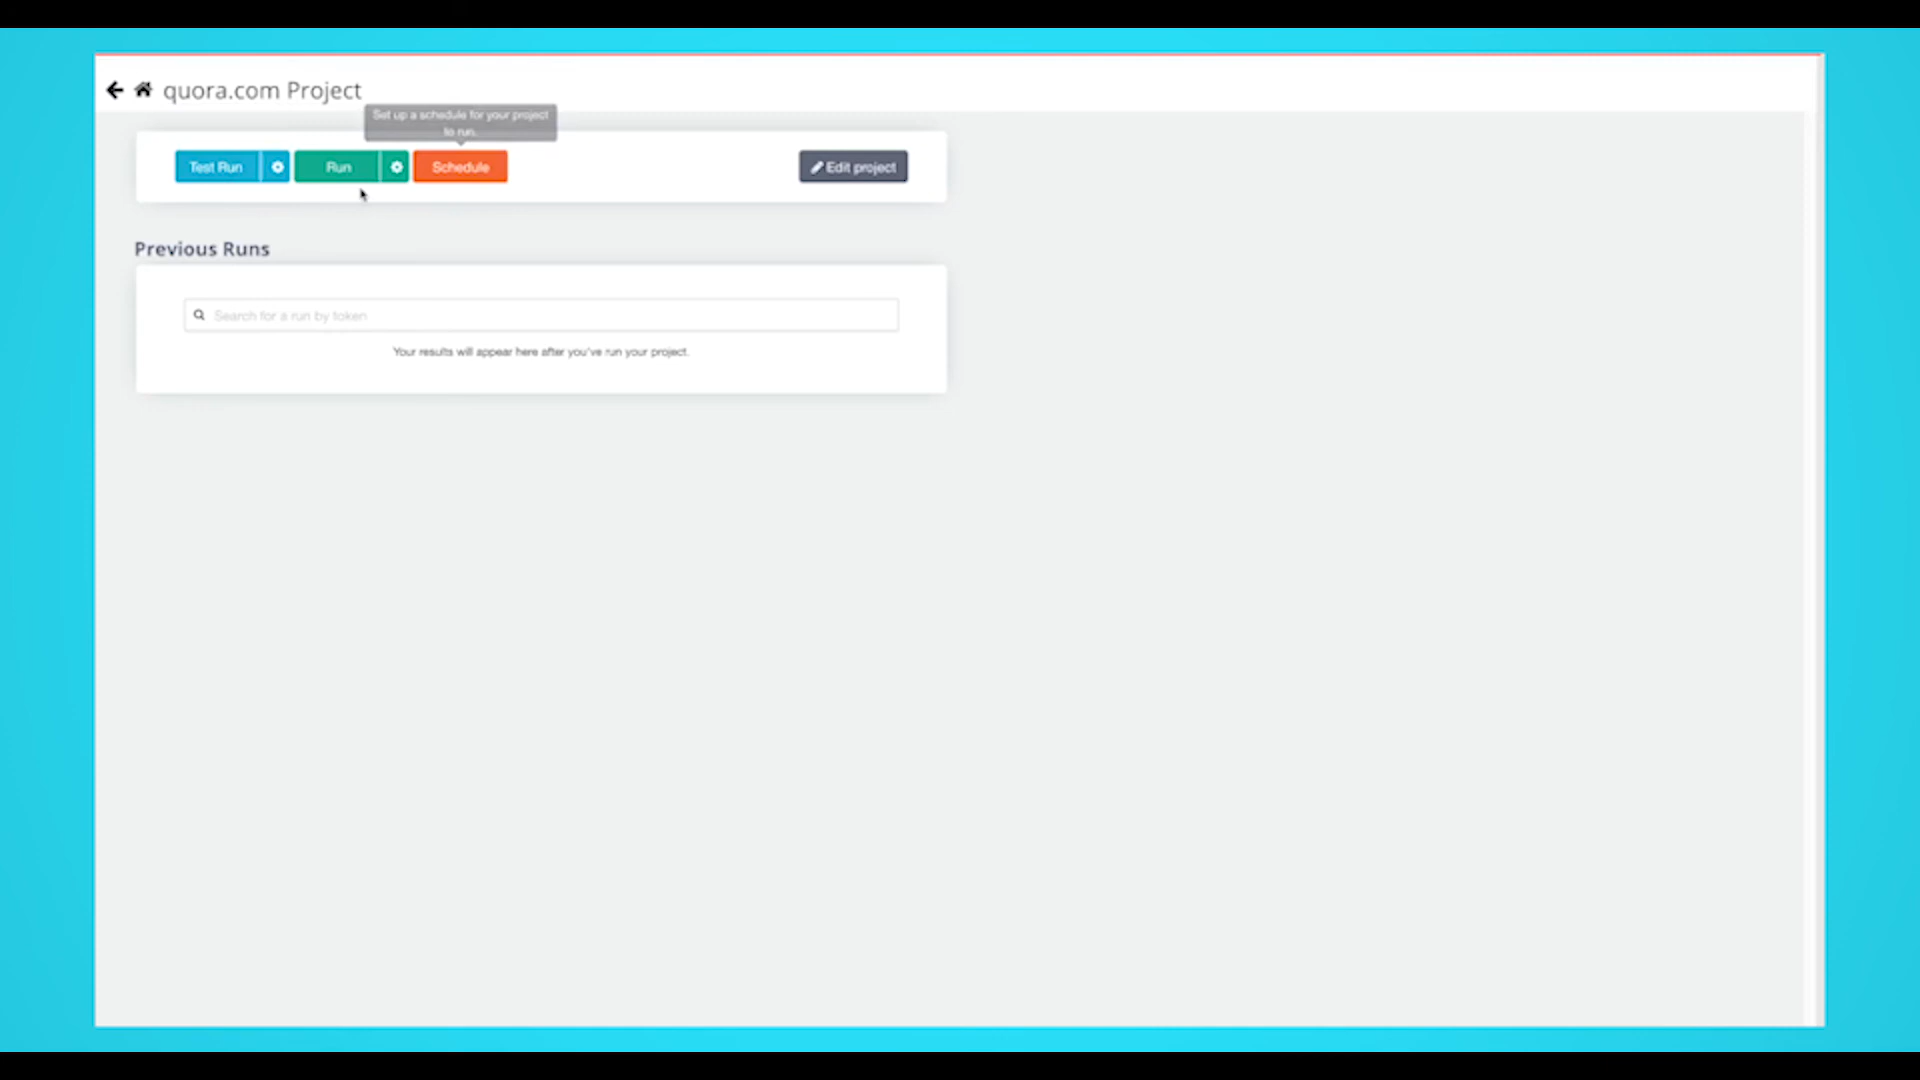 quora.com Project
Set up a schedule for your project
to run.
Test Run
Run
Schedule
Edit project
Previous Runs
Search for a run by token
Your results will appear here after you've run your project.